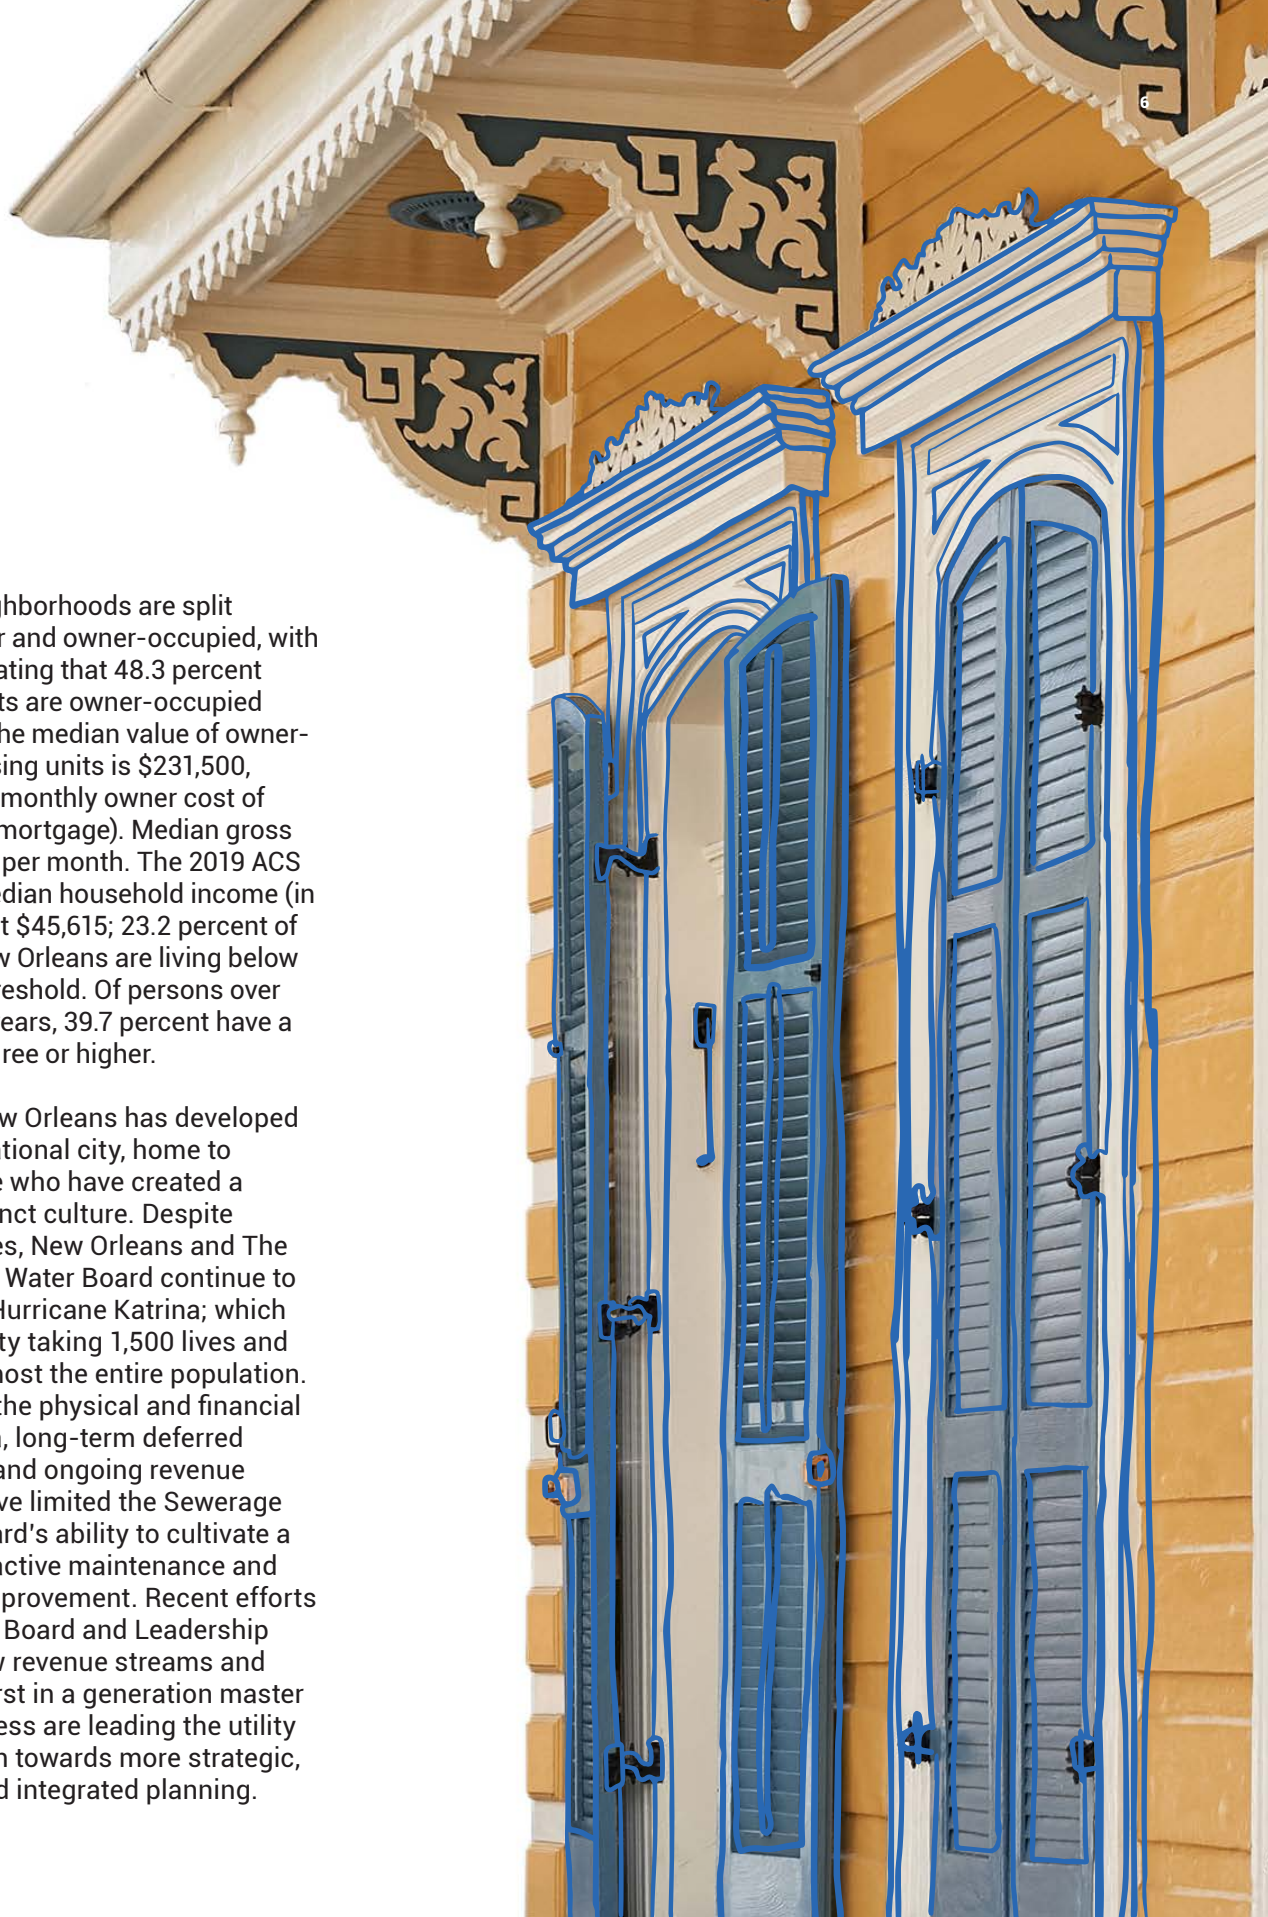 6
ghborhoods are split
r and owner-occupied, with
ating that 48.3 percent
ts are owner-occupied
he median value of owner-
sing units is $231,500,
monthly owner cost of
mortgage). Median gross
per month. The 2019 ACS
edian household income (in
t $45,615; 23.2 percent of
w Orleans are living below
reshold. Of persons over
ears, 39.7 percent have a
ree or higher.
w Orleans has developed
ational city, home to
e who have created a
nct culture. Despite
es, New Orleans and The
Water Board continue to
Hurricane Katrina; which
ty taking 1,500 lives and
most the entire population.
the physical and financial
, long-term deferred
and ongoing revenue
ve limited the Sewerage
ard's ability to cultivate a
active maintenance and
provement. Recent efforts
Board and Leadership
w revenue streams and
rst in a generation master
ess are leading the utility
n towards more strategic,
d integrated planning.